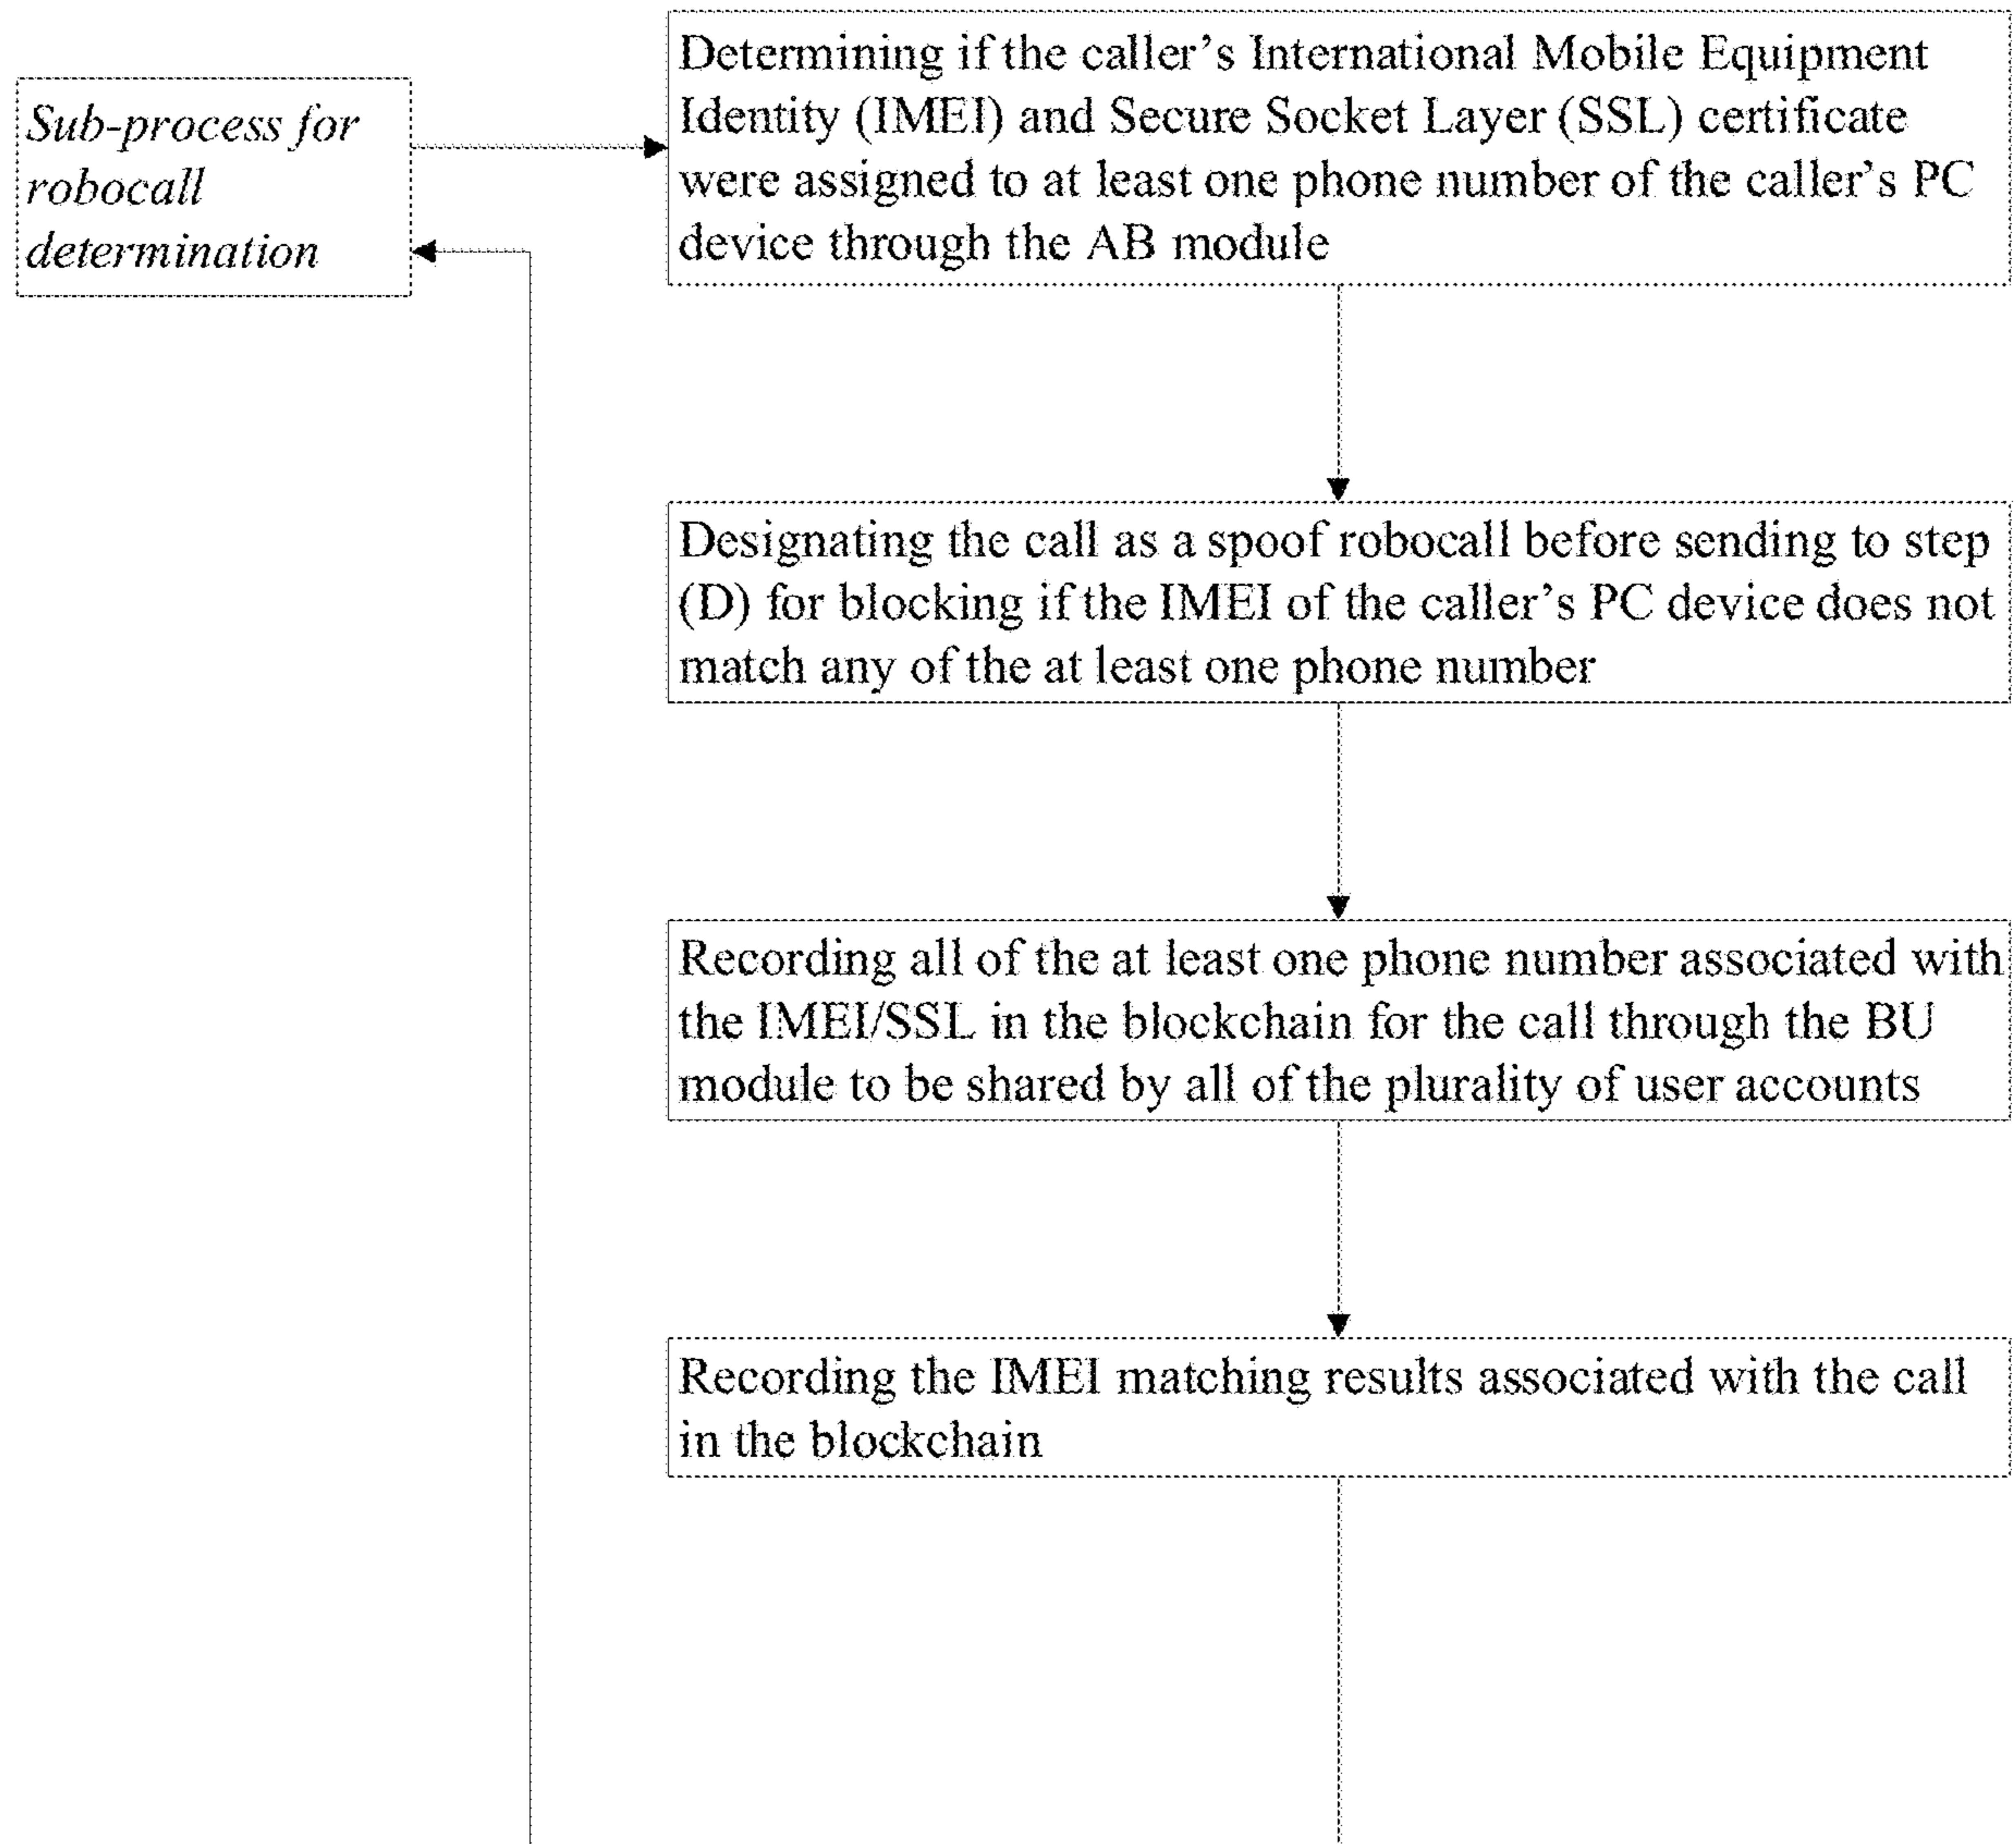 Sub-process for
robocall
determination
Determining if the caller's International Mobile Equipment
Identity (IMEI) and Secure Socket Layer (SSL) certificate
were assigned to at least one phone number of the caller's PC
device through the AB module
Designating the call as a spoof robocall before sending to step
(D) for blocking if the IMEI of the caller's PC device does not
match any of the at least one phone number
Recording all of the at least one phone number associated with
the IMEI/SSL in the blockchain for the call through the BU
module to be shared by all of the plurality of user accounts
Recording the IMEI matching results associated with the call
in the blockchain